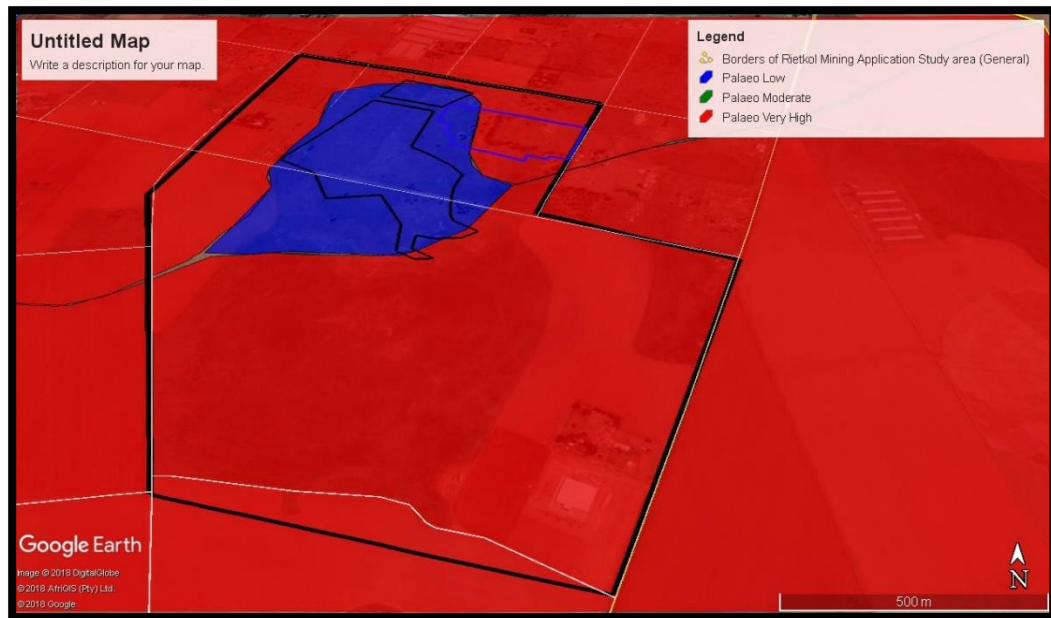 Untitled Map
Write a description for your map.
Legend
Borders of Rietkol Mining Application Study area (General)
Palaeo Low
Palaeo Moderate
Palaeo Very High
Google Earth
Image © 2018 DigitalGlobe
© 2018 AfriGIS (Pty) Ltd.
© 2018 Google
N
500 m